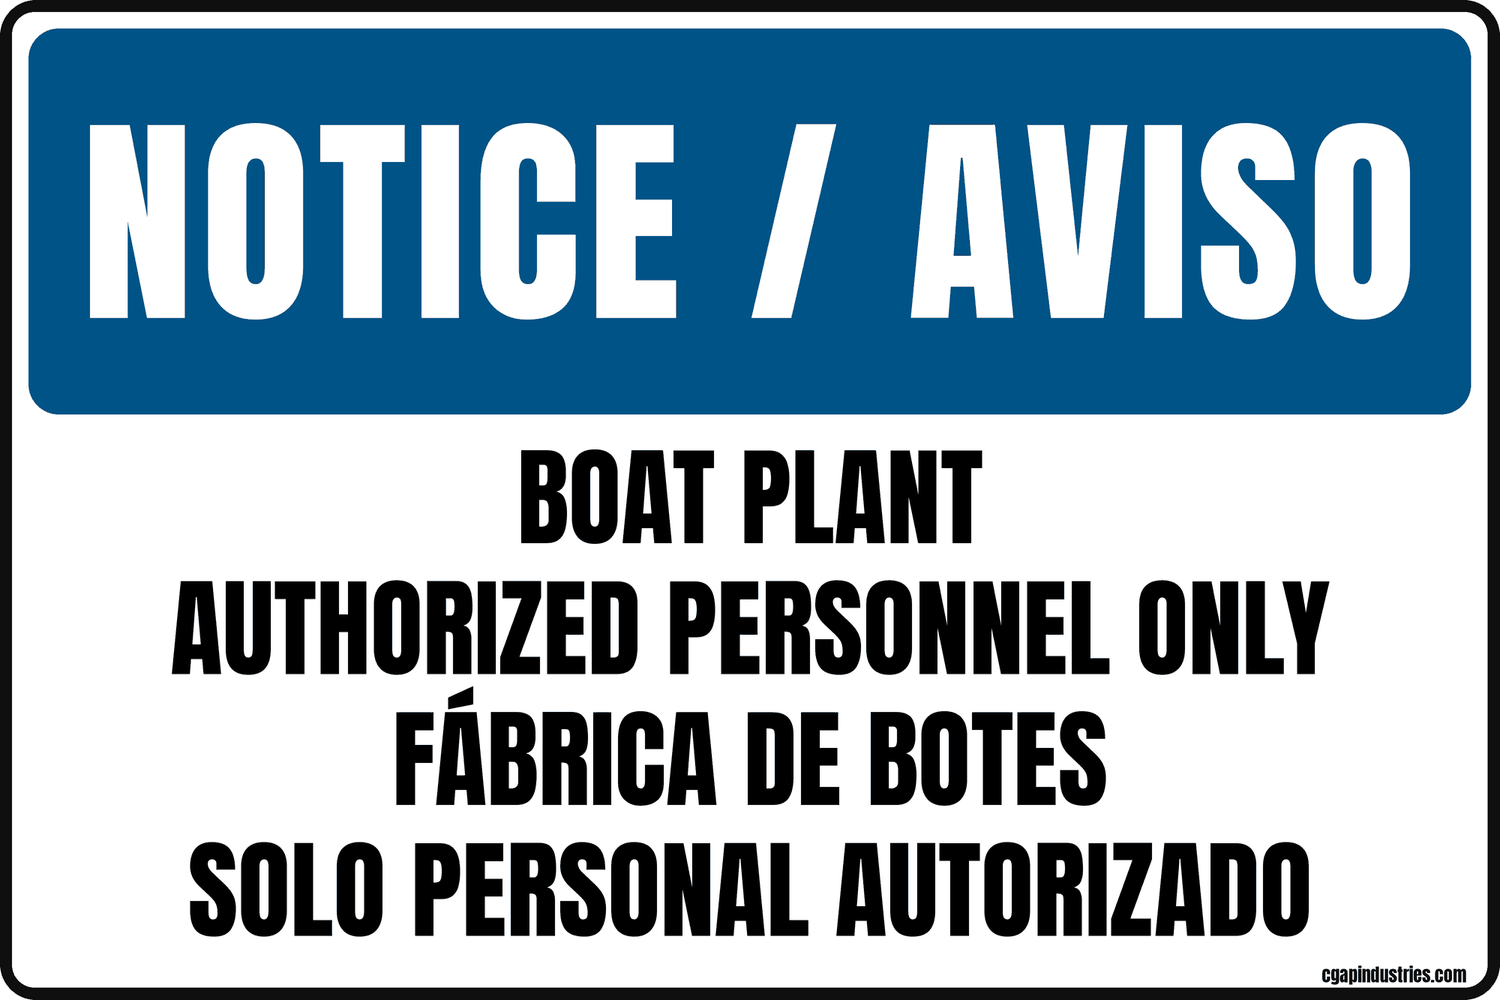 NOTICE / AVISO
BOAT PLANT
AUTHORIZED PERSONNEL ONLY
FÁBRICA DE BOTES
SOLO PERSONAL AUTORIZADO
cgapindustries.com